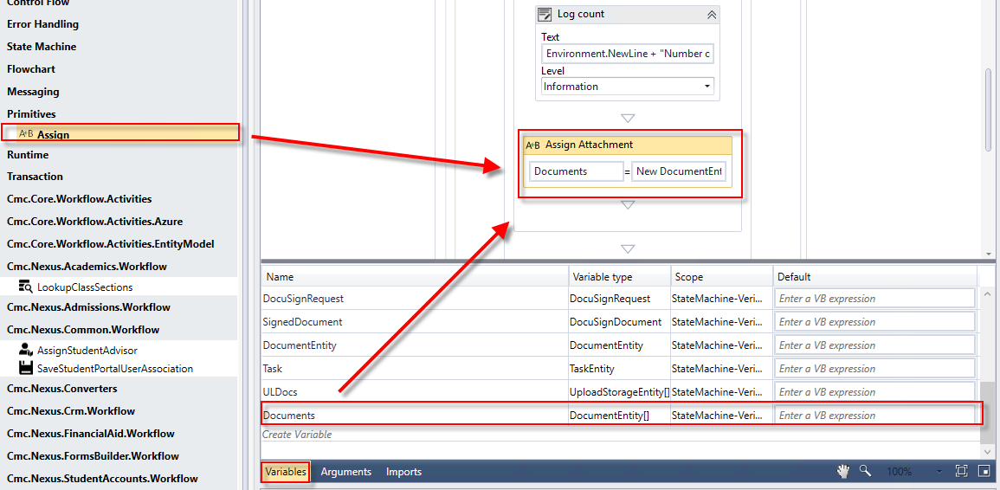 Control Flow
Error Handling
State Machine
Flowchart
Messaging
Primitives
A+B Assign
Runtime
Transaction
Cmc.Core.Workflow.Activities
Cmc.Core.Workflow.Activities.Azure
Cmc.Core.Workflow.Activities.EntityModel
Cmc.Nexus.Academics.Workflow
LookupClassSections
Cmc.Nexus.Admissions.Workflow
Cmc.Nexus.Common.Workflow
AssignStudentAdvisor
SaveStudentPortalUserAssociation
Cmc.Nexus.Converters
Cmc.Nexus.Crm.Workflow
Cmc.Nexus.FinancialAid.Workflow
Cmc.Nexus.FormsBuilder.Workflow
Cmc.Nexus.StudentAccounts.Workflow
Log count
Text
Environment.NewLine + "Number c
Level
Information
A+B Assign Attachment
Documents = New DocumentEnt
Name Variable type Scope Default
DocuSignRequest DocuSignRequest StateMachine-Veri... Enter a VB expression
SignedDocument DocuSignDocument StateMachine-Veri... Enter a VB expression
DocumentEntity DocumentEntity StateMachine-Veri... Enter a VB expression
Task TaskEntity StateMachine-Veri... Enter a VB expression
ULDocs UploadStorageEntity[] StateMachine-Veri... Enter a VB expression
Documents DocumentEntity[] StateMachine-Veri... Enter a VB expression
Create Variable
Variables Arguments Imports 100%